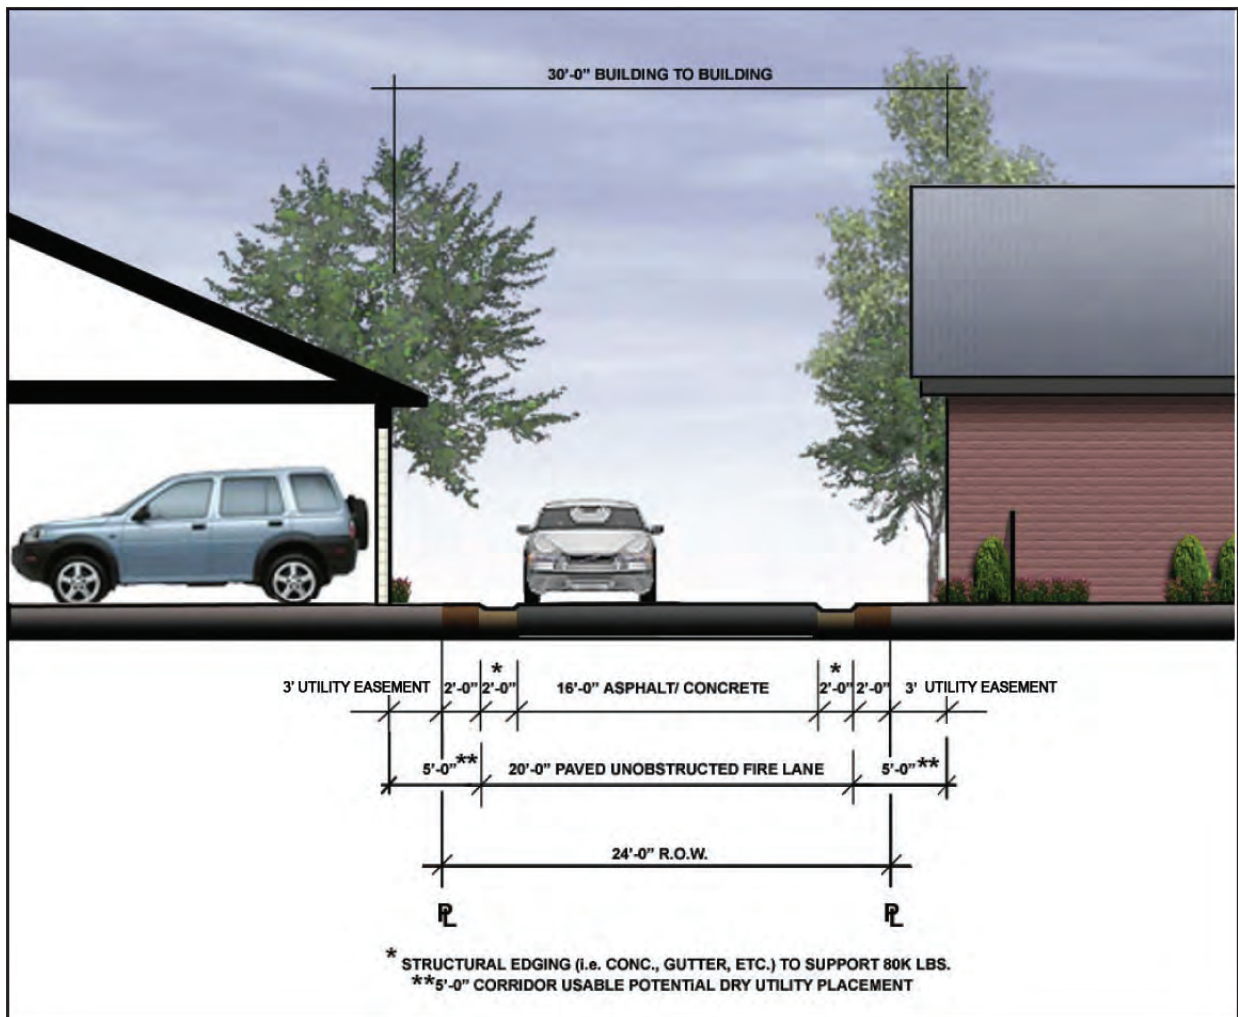 30'-0" BUILDING TO BUILDING
* *
3' UTILITY EASEMENT 2'-0" 2'-0" 16'-0" ASPHALT/ CONCRETE 2'-0" 2'-0" 3' UTILITY EASEMENT
5'-0"** 20'-0" PAVED UNOBSTRUCTED FIRE LANE 5'-0"**
24'-0" R.O.W.
PL PL
* STRUCTURAL EDGING (i.e. CONC., GUTTER, ETC.) TO SUPPORT 80K LBS.
**5'-0" CORRIDOR USABLE POTENTIAL DRY UTILITY PLACEMENT